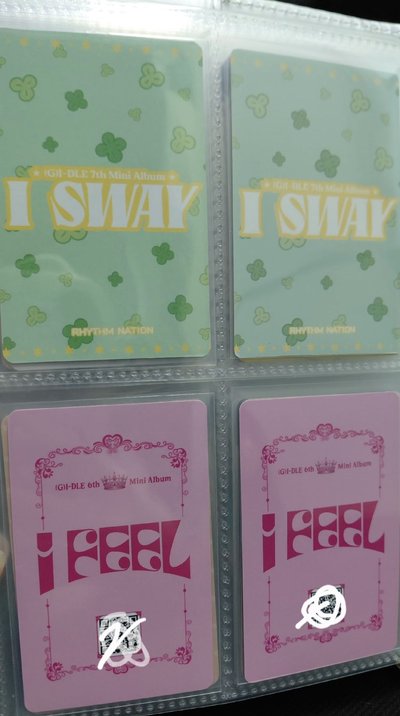 (G)I-DLE 7th Mini Album
I SWAY
RHYTHM NATION
(G)I-DLE 7th Mini Album
I SWAY
RHYTHM NATION
(G)I-DLE 6th Mini Album
I FEEL
(G)I-DLE 6th Mini Album
I FEEL